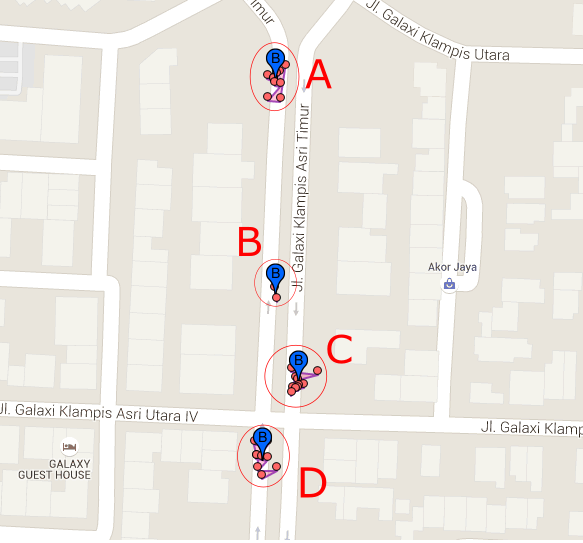 Timur
Jl. Galaxi Klampis Utara
A
B
Jl. Galaxi Klampis Asri Timur
B
B
Akor Jaya
C
B
Jl. Galaxi Klampis Asri Utara IV
Jl. Galaxi Klamp
B
GALAXY
GUEST HOUSE
D